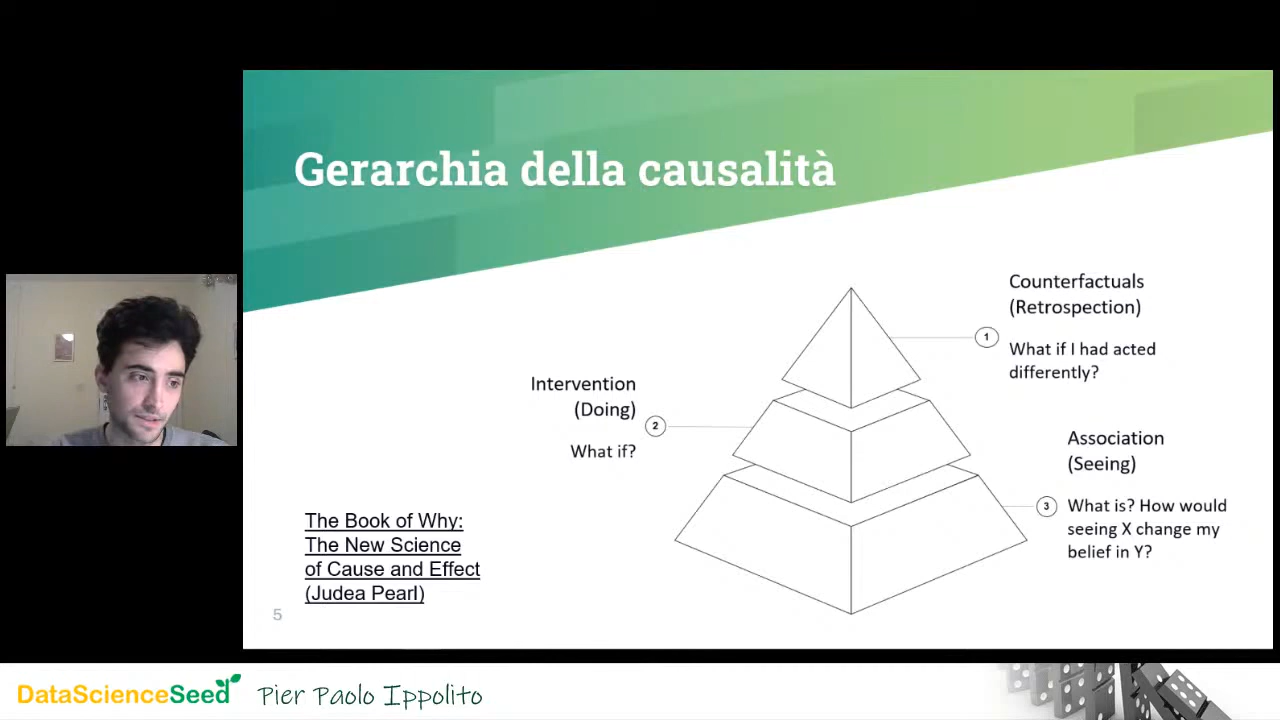 Gerarchia della causalità
Counterfactuals
(Retrospection)
1
What if I had acted
differently?
Intervention
(Doing)
2
What if?
Association
(Seeing)
3
What is? How would
seeing X change my
belief in Y?
The Book of Why:
The New Science
of Cause and Effect
(Judea Pearl)
5
DataScienceSeed
Pier Paolo Ippolito